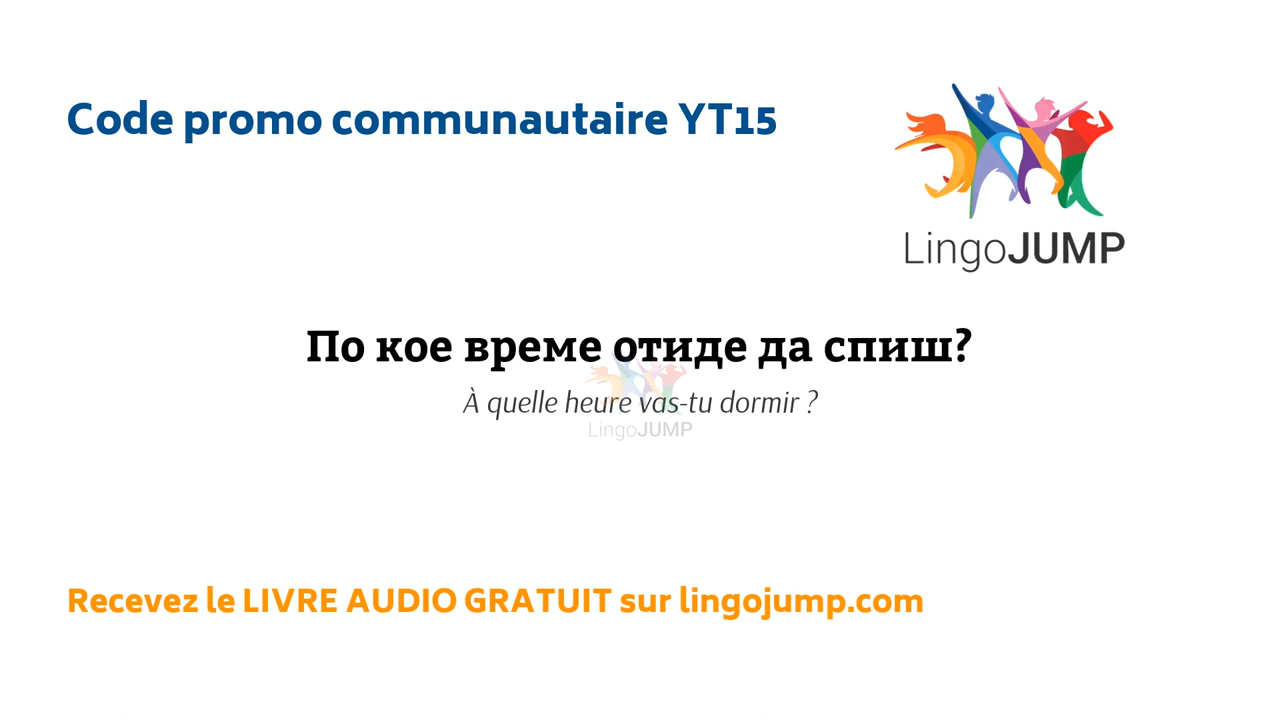 Code promo communautaire YT15
LingoJUMP
По кое време отиде да спиш?
À quelle heure vas-tu dormir ?
LingoJUMP
Recevez le LIVRE AUDIO GRATUIT sur lingojump.com